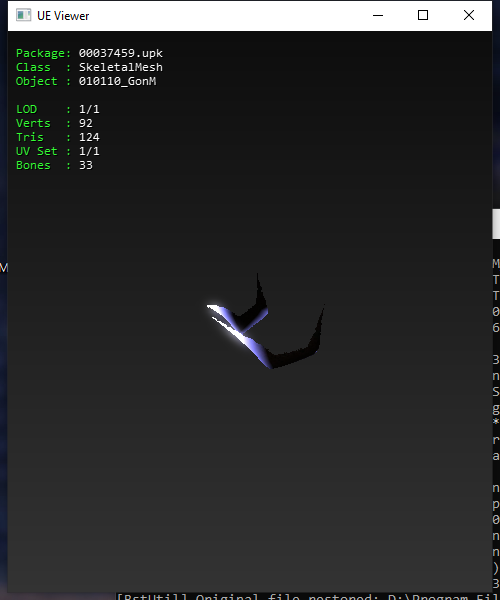 UE Viewer
Package: 00037459.upk
Class : SkeletalMesh
Object : 010110_GonM
LOD : 1/1
Verts : 92
Tris : 124
UV Set : 1/1
Bones : 33
M
M
T
T
0
6
3
n
S
g
*
r
a
n
p
0
n
n
)
3
[BstUtil] Original file restored: D:\Program Fil